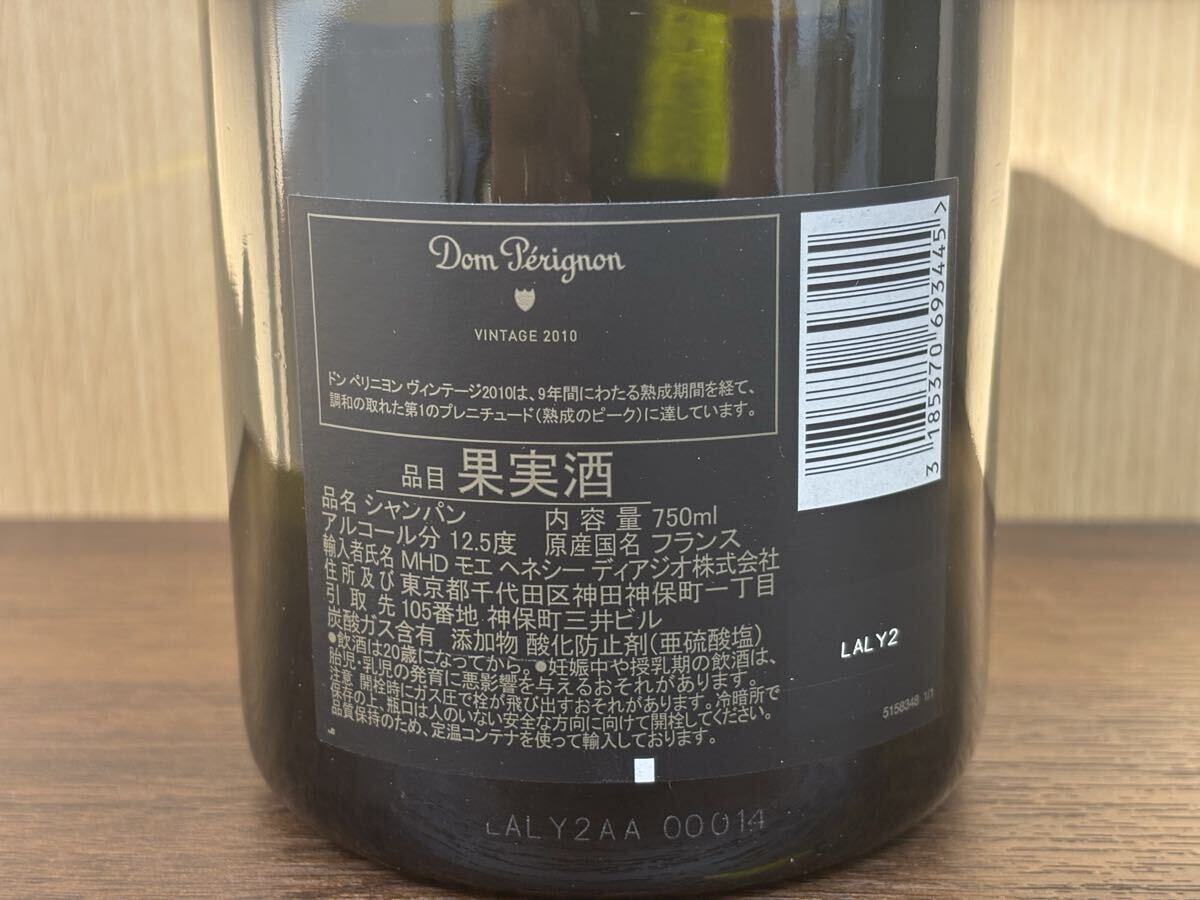 Dom Pérignon
VINTAGE 2010
ドン ペリニヨン ヴィンテージ2010は、9年間にわたる熟成期間を経て、
調和の取れた第1のプレニチュード(熟成のピーク)に達しています。
品目 果実酒
品名 シャンパン 内容量 750ml
アルコール分 12.5度 原産国名 フランス
輸入者氏名 MHD モエ ヘネシー ディアジオ株式会社
住所及び 東京都千代田区神田神保町一丁目
引取先 105番地 神保町三井ビル
炭酸ガス含有 添加物 酸化防止剤(亜硫酸塩)
●飲酒は20歳になってから。●妊娠中や授乳期の飲酒は、
胎児・乳児の発育に悪影響を与えるおそれがあります。
注意 開栓時にガス圧で栓が飛び出すおそれがあります。冷暗所で
保存の上、瓶口は人のいない安全な方向に向けて開栓してください。
品質保持のため、定温コンテナを使って輸入しております。
3 185370 693445 >
LALY2
5158348 1/1
LALY2AA 00014